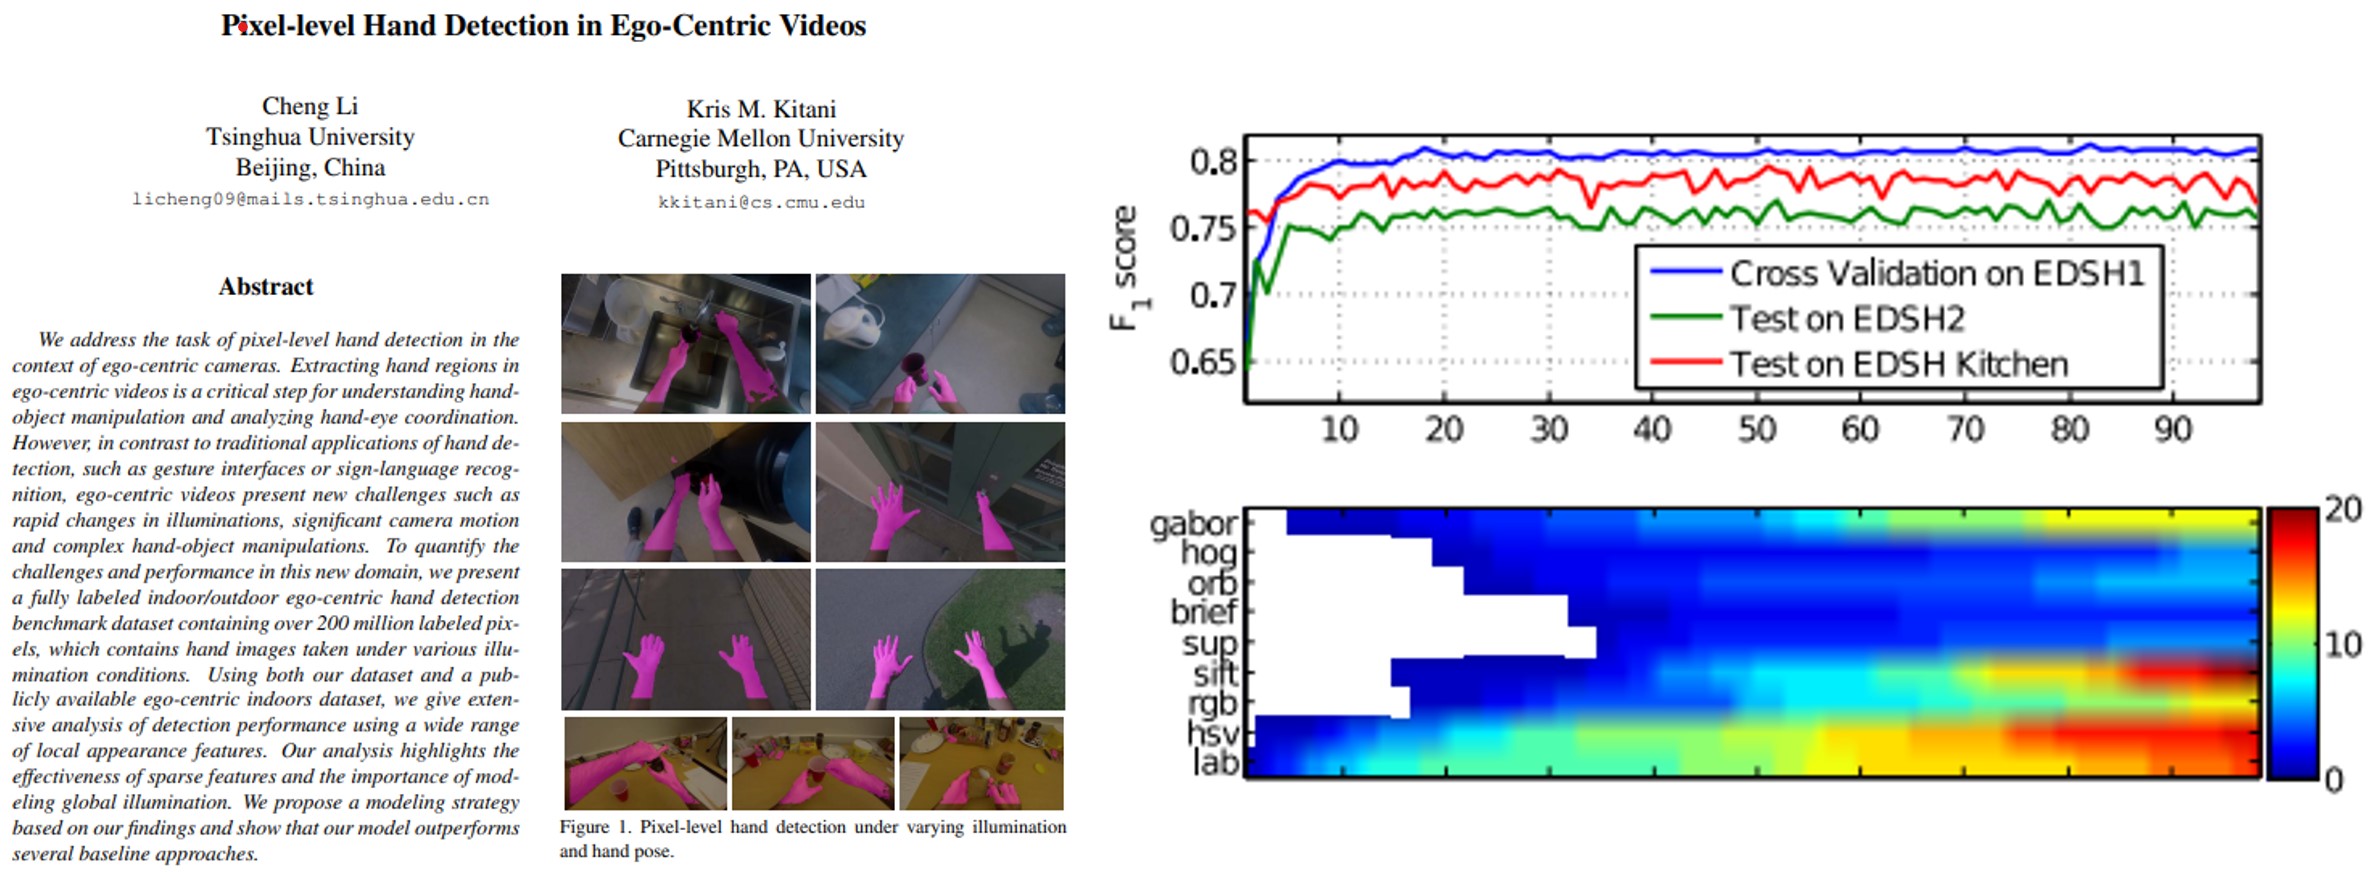 Pixel-level Hand Detection in Ego-Centric Videos
Cheng Li
Tsinghua University
Beijing, China
licheng09@mails.tsinghua.edu.cn
Kris M. Kitani
Carnegie Mellon University
Pittsburgh, PA, USA
kkitani@cs.cmu.edu
Abstract
We address the task of pixel-level hand detection in the
context of ego-centric cameras. Extracting hand regions in
ego-centric videos is a critical step for understanding hand-
object manipulation and analyzing hand-eye coordination.
However, in contrast to traditional applications of hand de-
tection, such as gesture interfaces or sign-language recog-
nition, ego-centric videos present new challenges such as
rapid changes in illuminations, significant camera motion
and complex hand-object manipulations. To quantify the
challenges and performance in this new domain, we present
a fully labeled indoor/outdoor ego-centric hand detection
benchmark dataset containing over 200 million labeled pix-
els, which contains hand images taken under various illu-
mination conditions. Using both our dataset and a pub-
licly available ego-centric indoors dataset, we give exten-
sive analysis of detection performance using a wide range
of local appearance features. Our analysis highlights the
effectiveness of sparse features and the importance of mod-
eling global illumination. We propose a modeling strategy
based on our findings and show that our model outperforms
several baseline approaches.
Figure 1. Pixel-level hand detection under varying illumination
and hand pose.
F1 score
0.8
0.75
0.7
0.65
Cross Validation on EDSH1
Test on EDSH2
Test on EDSH Kitchen
10 20 30 40 50 60 70 80 90
gabor
hog
orb
brief
sup
sift
rgb
hsv
lab
20
10
0